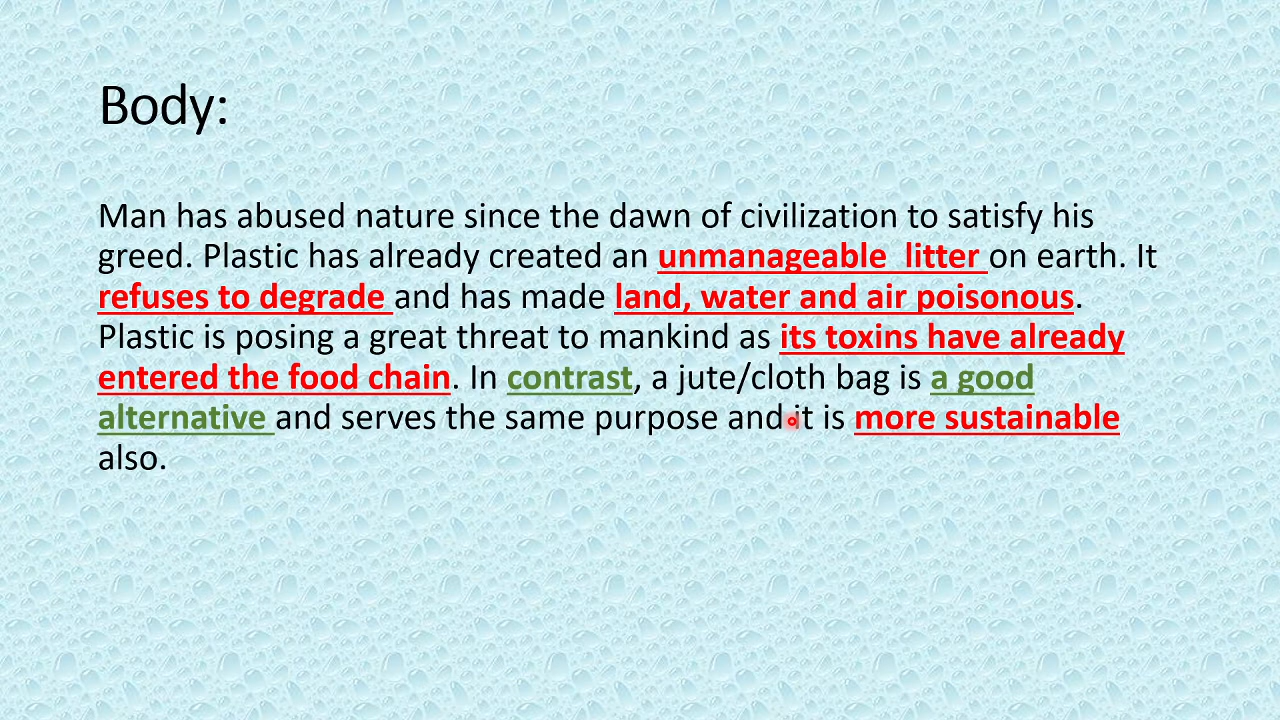 Body:
Man has abused nature since the dawn of civilization to satisfy his
greed. Plastic has already created an unmanageable  litter on earth. It
refuses to degrade and has made land, water and air poisonous.
Plastic is posing a great threat to mankind as its toxins have already
entered the food chain. In contrast, a jute/cloth bag is a good
alternative and serves the same purpose and it is more sustainable
also.